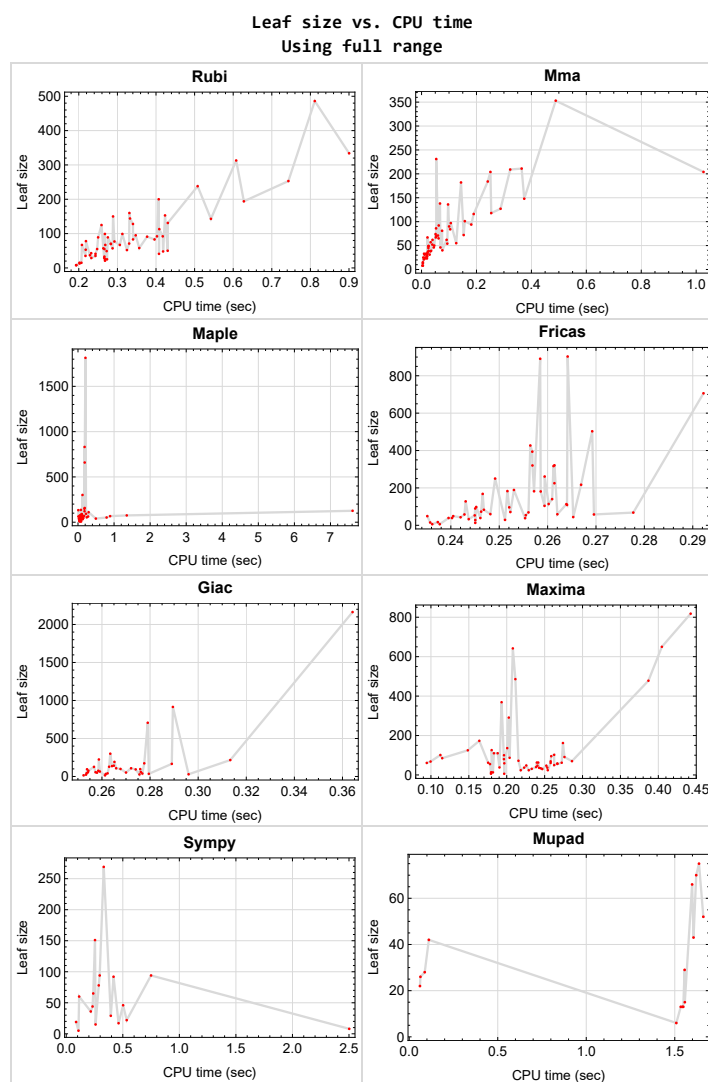 Leaf size vs. CPU time
Using full range
Rubi
Leaf size
500
400
300
200
100
0
0.2 0.3 0.4 0.5 0.6 0.7 0.8 0.9
CPU time (sec)
Mma
Leaf size
350
300
250
200
150
100
50
0
0.0 0.2 0.4 0.6 0.8 1.0
CPU time (sec)
Maple
Leaf size
1500
1000
500
0
0 1 2 3 4 5 6 7
CPU time (sec)
Fricas
Leaf size
800
600
400
200
0
0.24 0.25 0.26 0.27 0.28 0.29
CPU time (sec)
Giac
Leaf size
2000
1500
1000
500
0
0.26 0.28 0.30 0.32 0.34 0.36
CPU time (sec)
Maxima
Leaf size
800
600
400
200
0
0.10 0.15 0.20 0.25 0.30 0.35 0.40 0.45
CPU time (sec)
Sympy
Leaf size
250
200
150
100
50
0
0.0 0.5 1.0 1.5 2.0 2.5
CPU time (sec)
Mupad
Leaf size
60
40
20
0
0.0 0.5 1.0 1.5
CPU time (sec)